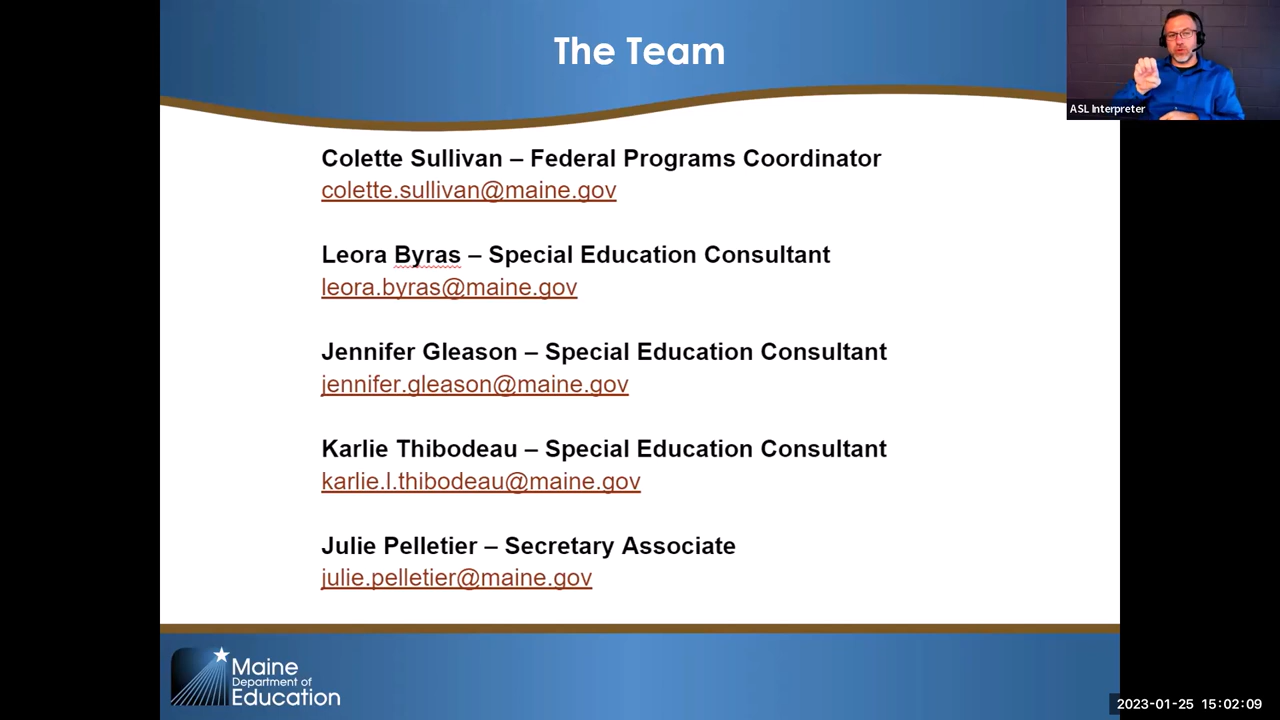 The Team
ASL Interpreter
Colette Sullivan – Federal Programs Coordinator
colette.sullivan@maine.gov
Leora Byras – Special Education Consultant
leora.byras@maine.gov
Jennifer Gleason – Special Education Consultant
jennifer.gleason@maine.gov
Karlie Thibodeau – Special Education Consultant
karlie.l.thibodeau@maine.gov
Julie Pelletier – Secretary Associate
julie.pelletier@maine.gov
Maine
Department of
Education
2023-01-25 15:02:09